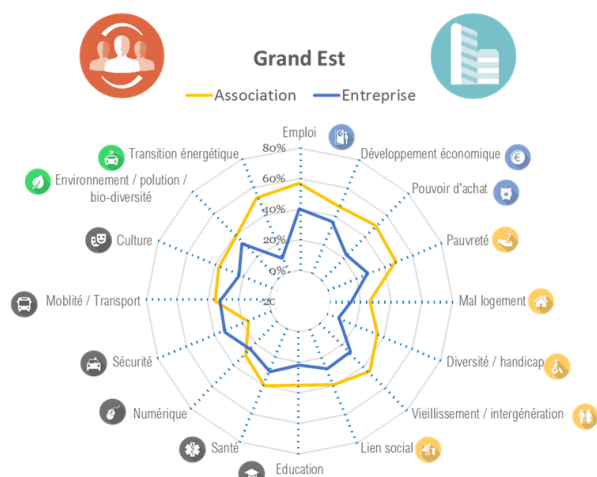 Grand Est
Association Entreprise
Emploi
80%
60%
40%
20%
0%
-20
Développement économique
Pouvoir d'achat
Pauvreté
Mal logement
Diversité / handicap
Vieillissement / intergénération
Lien social
Education
Santé
Numérique
Sécurité
Moblité / Transport
Culture
Environnement / polution /
bio-diversité
Transition énergétique